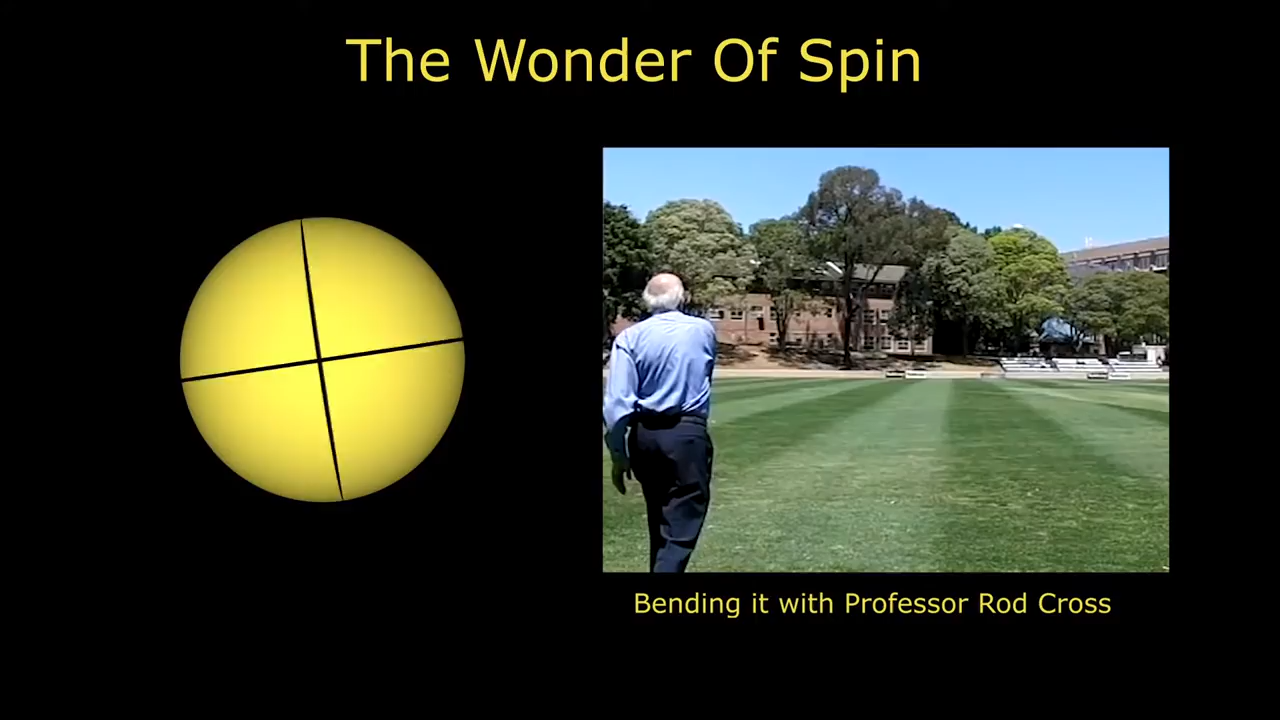 The Wonder Of Spin
Bending it with Professor Rod Cross